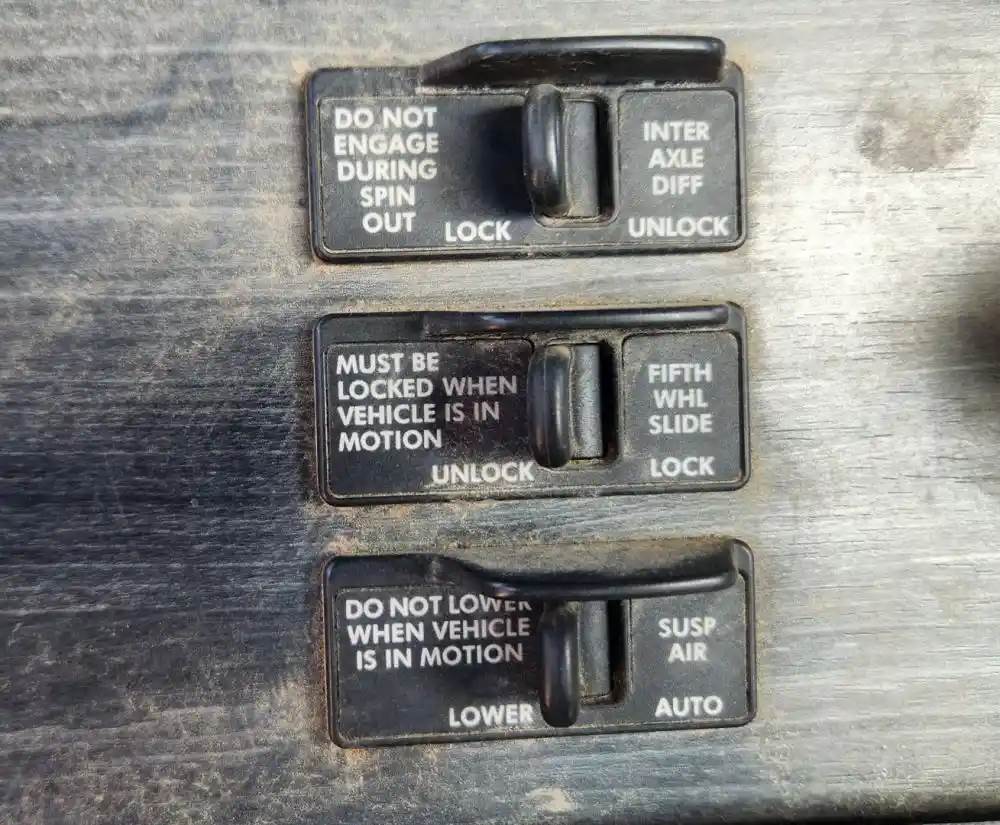 DO NOT
ENGAGE
DURING
SPIN
OUT
LOCK
INTER
AXLE
DIFF
UNLOCK
MUST BE
LOCKED WHEN
VEHICLE IS IN
MOTION
UNLOCK
FIFTH
WHL
SLIDE
LOCK
DO NOT LOWER
WHEN VEHICLE
IS IN MOTION
LOWER
SUSP
AIR
AUTO